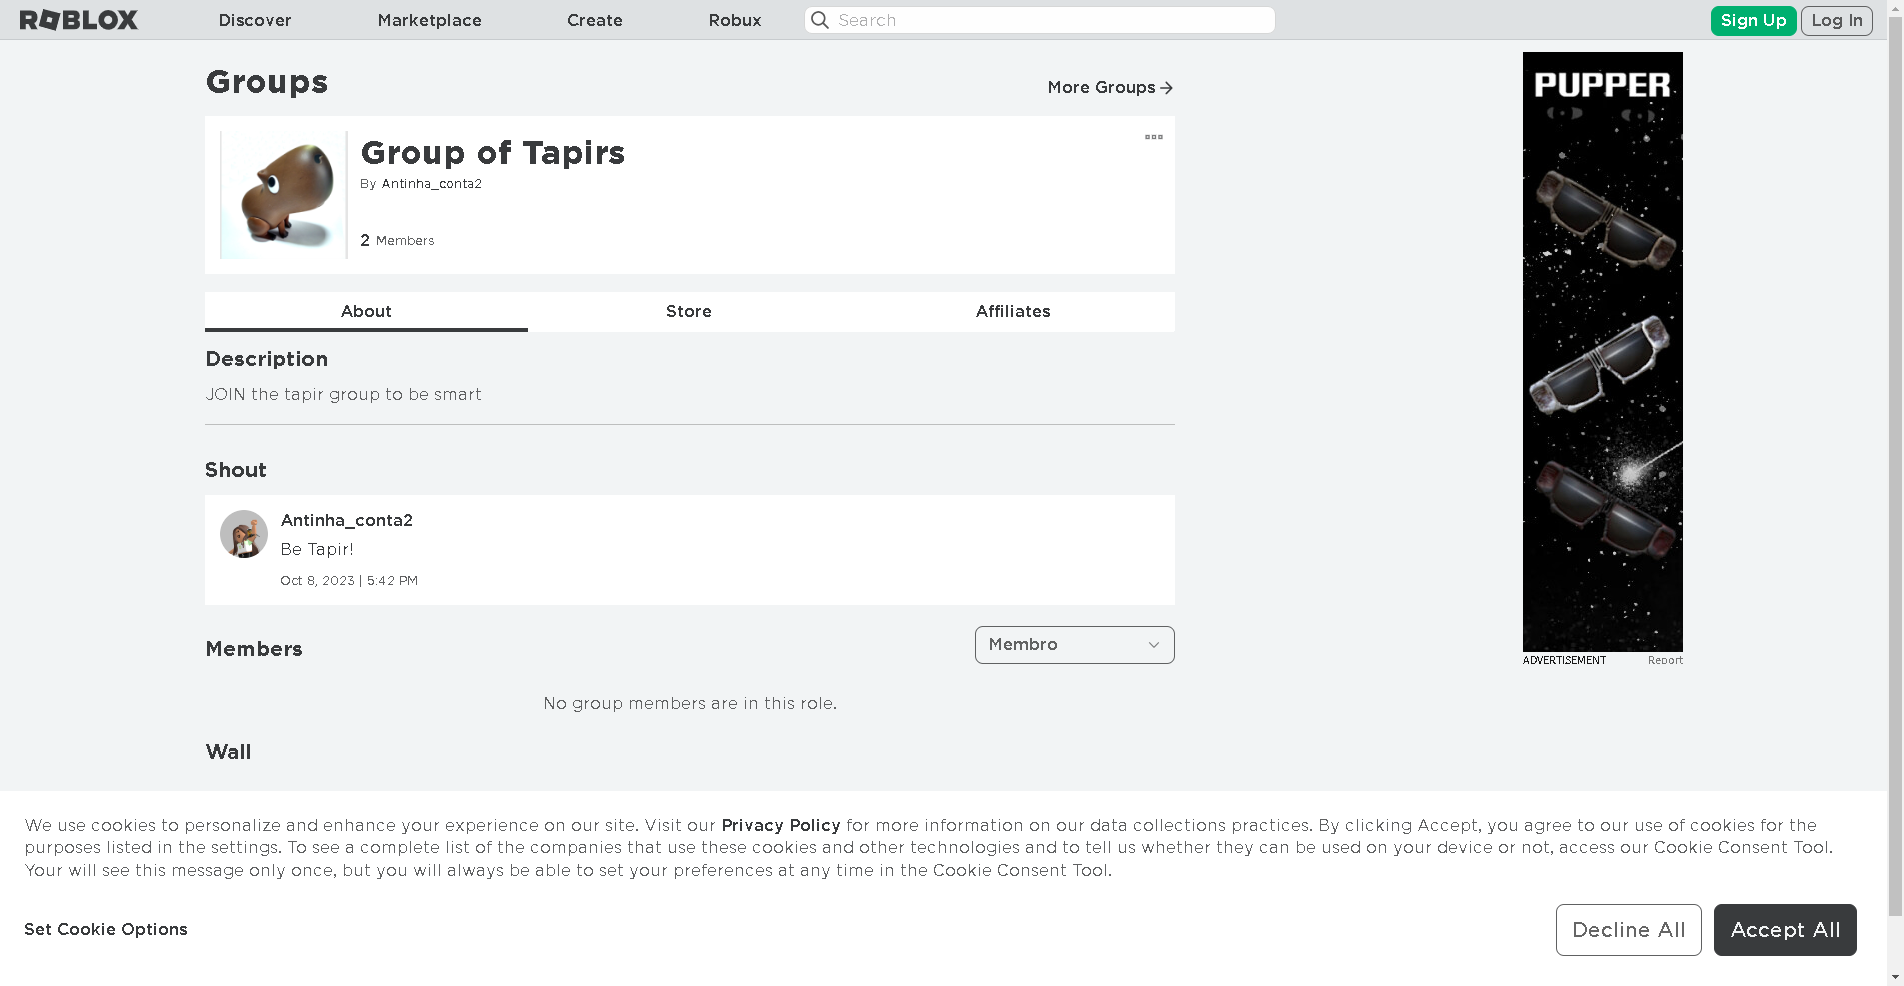 ROBLOX Discover Marketplace Create Robux Search Sign Up Log In
Groups
More Groups
Group of Tapirs
By Antinha_conta2
2 Members
About Store Affiliates
Description
JOIN the tapir group to be smart
Shout
Antinha_conta2
Be Tapir!
Oct 8, 2023 | 5:42 PM
Members
Membro
No group members are in this role.
Wall
PUPPER
ADVERTISEMENT Report
We use cookies to personalize and enhance your experience on our site. Visit our Privacy Policy for more information on our data collections practices. By clicking Accept, you agree to our use of cookies for the
purposes listed in the settings. To see a complete list of the companies that use these cookies and other technologies and to tell us whether they can be used on your device or not, access our Cookie Consent Tool.
Your will see this message only once, but you will always be able to set your preferences at any time in the Cookie Consent Tool.
Set Cookie Options
Decline All
Accept All